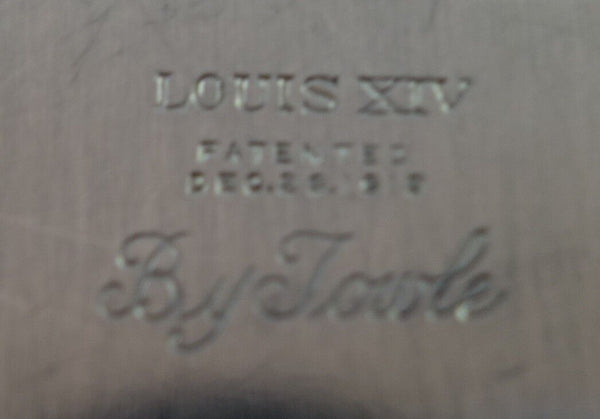 LOUIS XIV
PATENTED
DEC.
By Towle